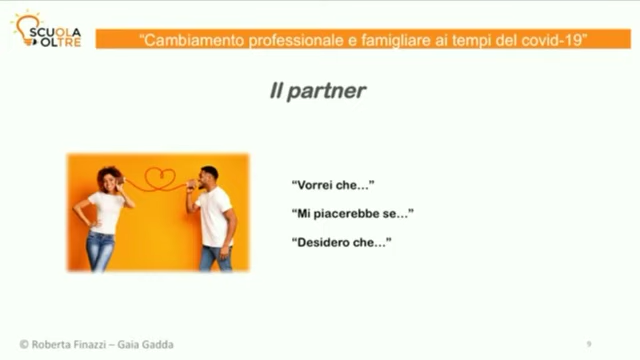 SCUOLA
OLTRE
“Cambiamento professionale e famigliare ai tempi del covid-19”
Il partner
“Vorrei che…”
“Mi piacerebbe se…”
“Desidero che…”
© Roberta Finazzi – Gaia Gadda
9